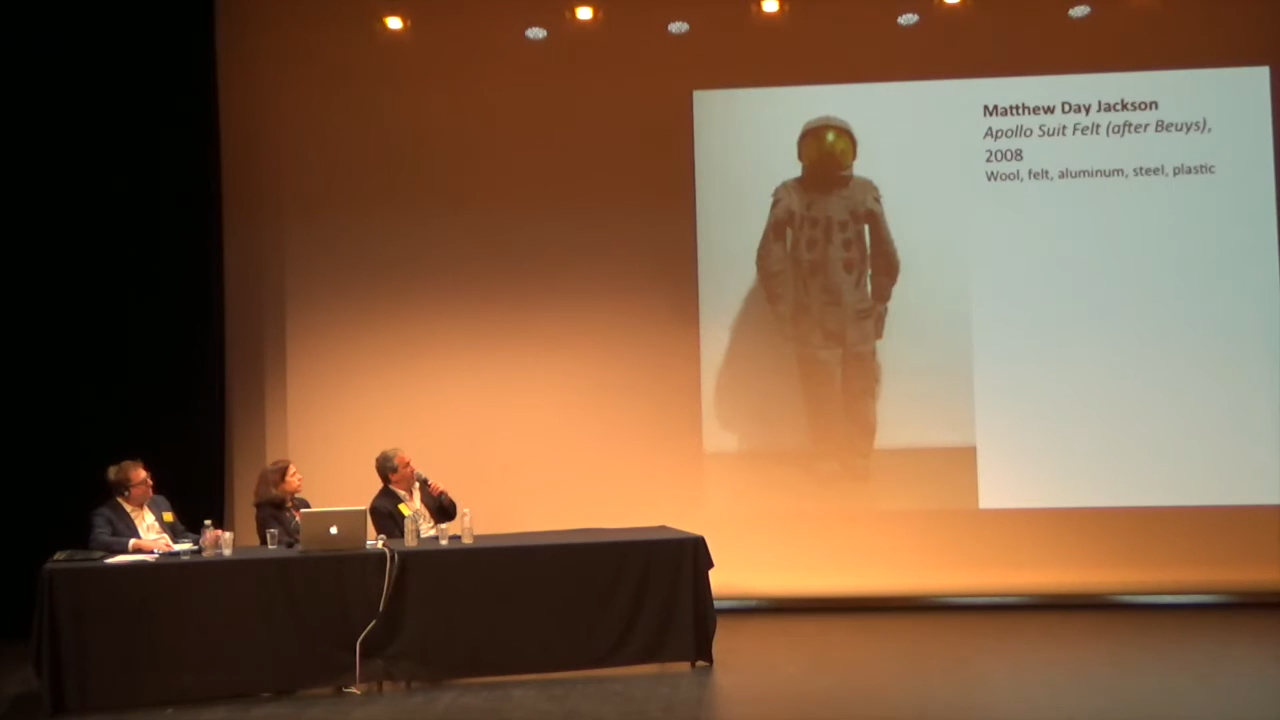 Matthew Day Jackson
Apollo Suit Felt (after Beuys),
2008
Wool, felt, aluminum, steel, plastic